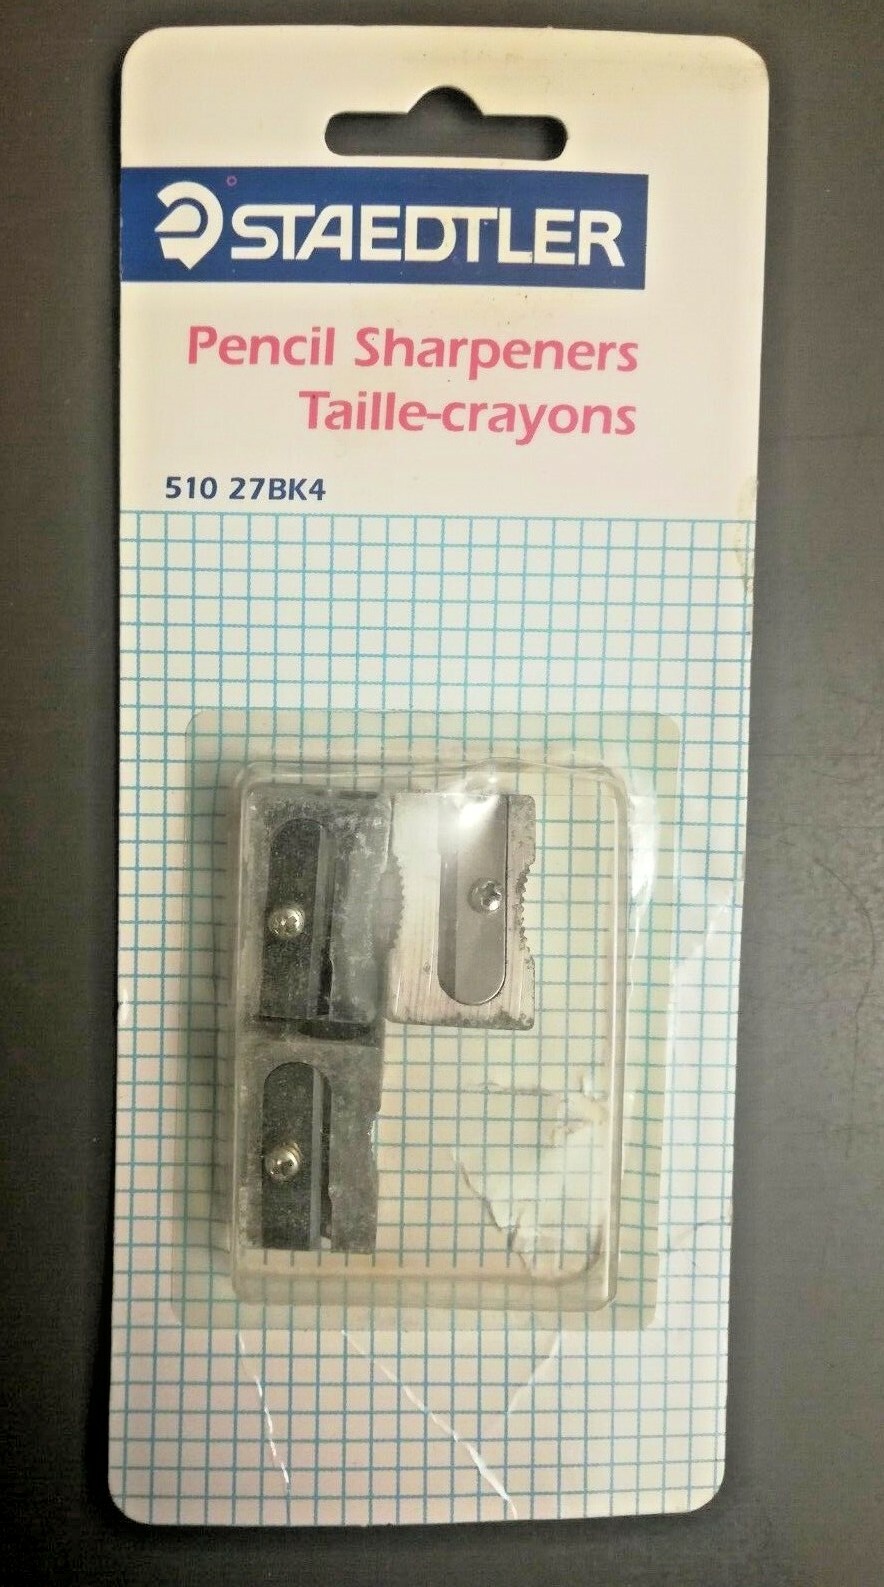 STAEDTLER
Pencil Sharpeners
Taille-crayons
510 27BK4